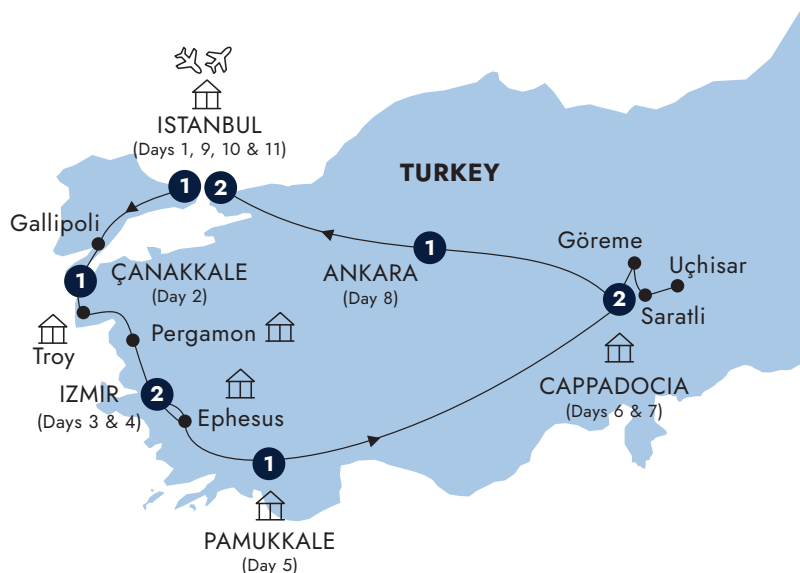 ISTANBUL
(Days 1, 9, 10 & 11)
TURKEY
1
2
Gallipoli
1
ÇANAKKALE
(Day 2)
ANKARA
(Day 8)
1
Göreme
Uçhisar
2
Saratli
Troy
Pergamon
CAPPADOCIA
(Days 6 & 7)
IZMIR
(Days 3 & 4)
2
Ephesus
1
PAMUKKALE
(Day 5)